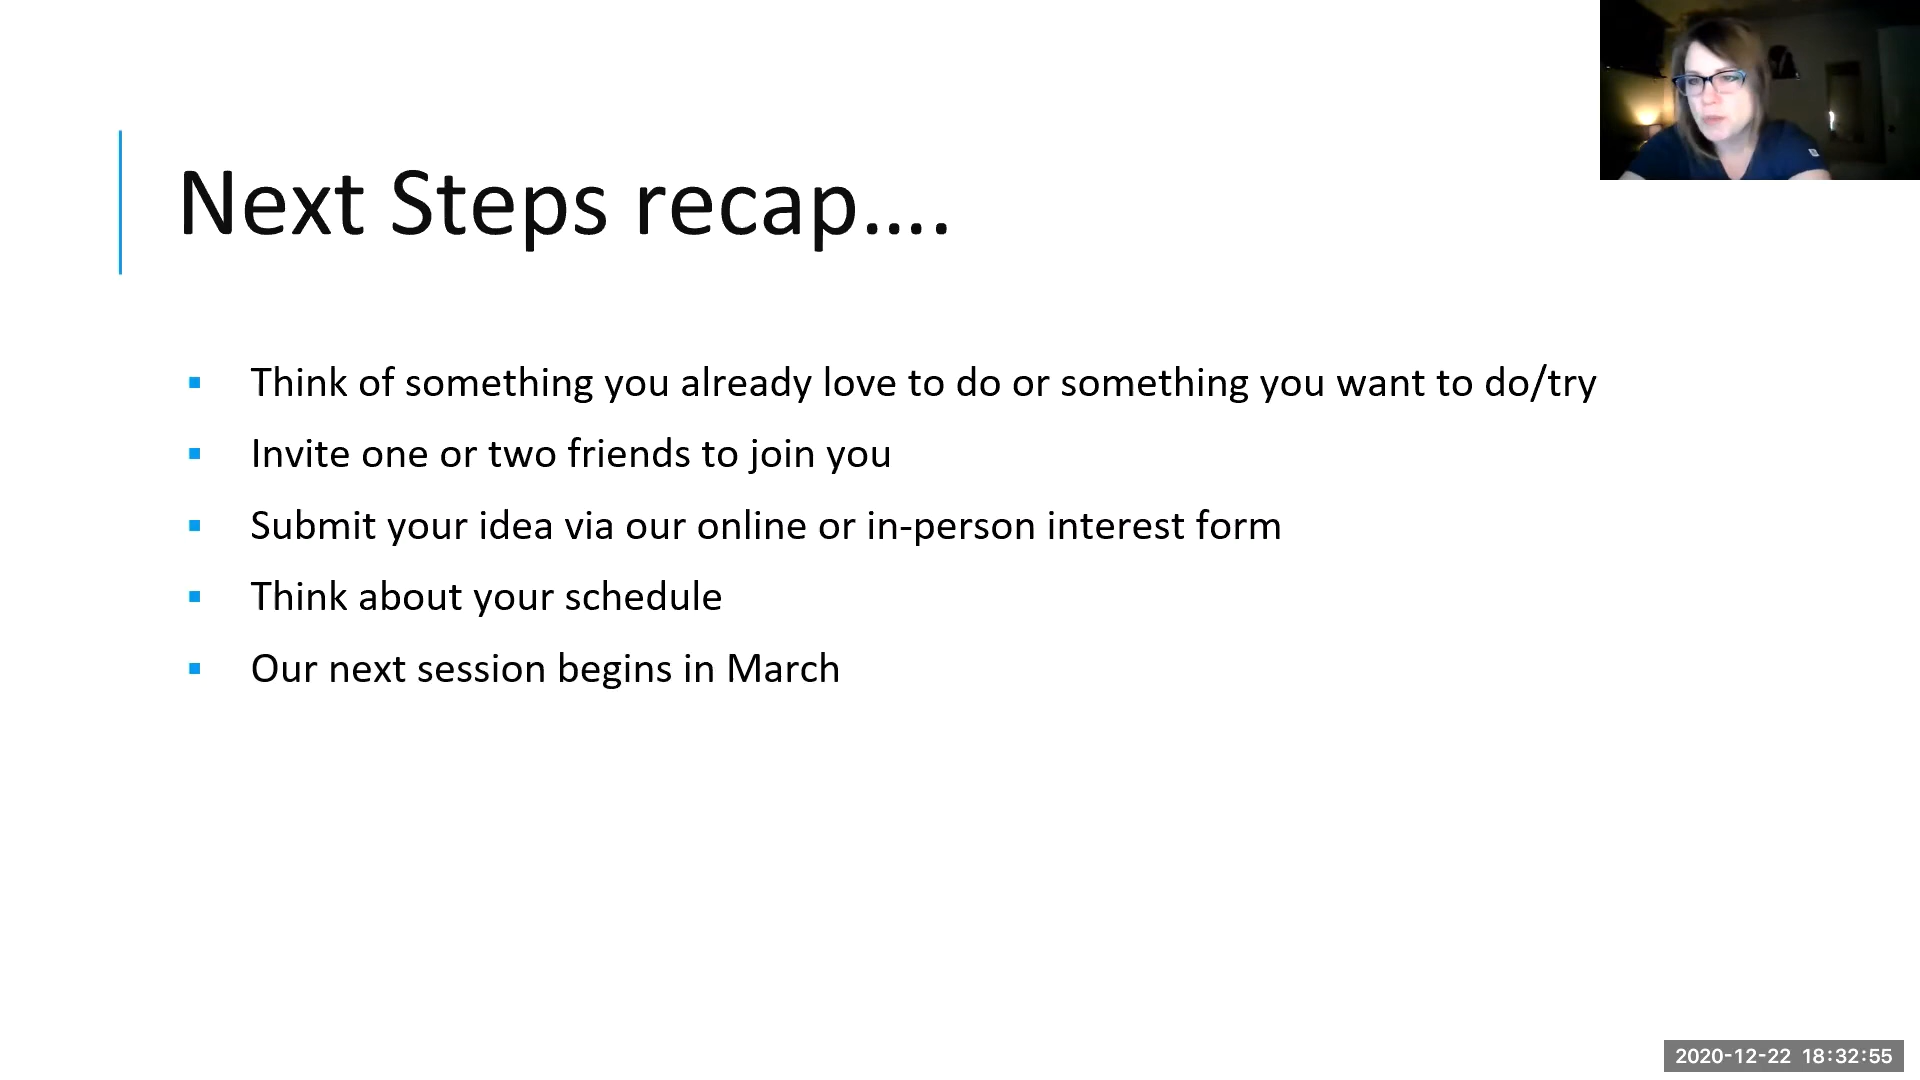 Next Steps recap....
Think of something you already love to do or something you want to do/try
Invite one or two friends to join you
Submit your idea via our online or in-person interest form
Think about your schedule
Our next session begins in March
2020-12-22 18:32:55